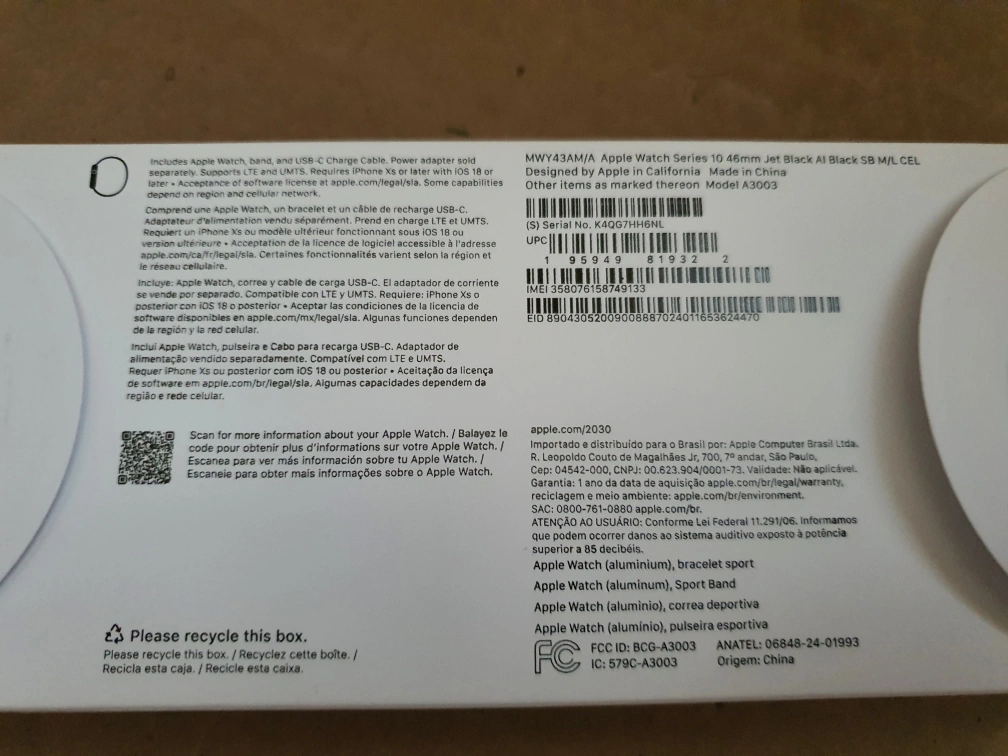 Includes Apple Watch, band, and USB-C Charge Cable. Power adapter sold
separately. Supports LTE and UMTS. Requires iPhone Xs or later with iOS 18 or
later • Acceptance of software license at apple.com/legal/sla. Some capabilities
depend on region and cellular network.
Comprend une Apple Watch, un bracelet et un câble de recharge USB-C.
Adaptateur d'alimentation vendu séparément. Prend en charge LTE et UMTS.
Requiert un iPhone Xs ou modèle ultérieur fonctionnant sous iOS 18 ou
version ultérieure • Acceptation de la licence de logiciel accessible à l'adresse
apple.com/ca/fr/legal/sla. Certaines fonctionnalités varient selon la région et
le réseau cellulaire.
Incluye: Apple Watch, correa y cable de carga USB-C. El adaptador de corriente
se vende por separado. Compatible con LTE y UMTS. Requiere: iPhone Xs o
posterior con iOS 18 o posterior • Aceptar las condiciones de la licencia de
software disponibles en apple.com/mx/legal/sla. Algunas funciones dependen
de la región y la red celular.
Inclui Apple Watch, pulseira e Cabo para recarga USB-C. Adaptador de
alimentação vendido separadamente. Compatível com LTE e UMTS.
Requer iPhone Xs ou posterior com iOS 18 ou posterior • Aceitação da licença
de software em apple.com/br/legal/sla. Algumas capacidades dependem da
região e rede celular.
Scan for more information about your Apple Watch. / Balayez le
code pour obtenir plus d'informations sur votre Apple Watch. /
Escanea para ver más información sobre tu Apple Watch. /
Escaneie para obter mais informações sobre o Apple Watch.
Please recycle this box.
Please recycle this box. / Recyclez cette boîte. /
Recicla esta caja. / Recicle esta caixa.
MWY43AM/A Apple Watch Series 10 46mm Jet Black Al Black SB M/L CEL
Designed by Apple in California Made in China
Other items as marked thereon Model A3003
(S) Serial No. K4QG7HH6NL
UPC
1 95949 81932 2
IMEI 358076158749133
EID 89043052009008887024011653624470
apple.com/2030
Importado e distribuído para o Brasil por: Apple Computer Brasil Ltda.
R. Leopoldo Couto de Magalhães Jr, 700, 7º andar, São Paulo,
Cep: 04542-000, CNPJ: 00.623.904/0001-73. Validade: Não aplicável.
Garantia: 1 ano da data de aquisição apple.com/br/legal/warranty,
reciclagem e meio ambiente: apple.com/br/environment.
SAC: 0800-761-0880 apple.com/br.
ATENÇÃO AO USUÁRIO: Conforme Lei Federal 11.291/06. Informamos
que podem ocorrer danos ao sistema auditivo exposto à potência
superior a 85 decibéis.
Apple Watch (aluminium), bracelet sport
Apple Watch (aluminum), Sport Band
Apple Watch (aluminio), correa deportiva
Apple Watch (alumínio), pulseira esportiva
FC FCC ID: BCG-A3003 ANATEL: 06848-24-01993
IC: 579C-A3003 Origem: China